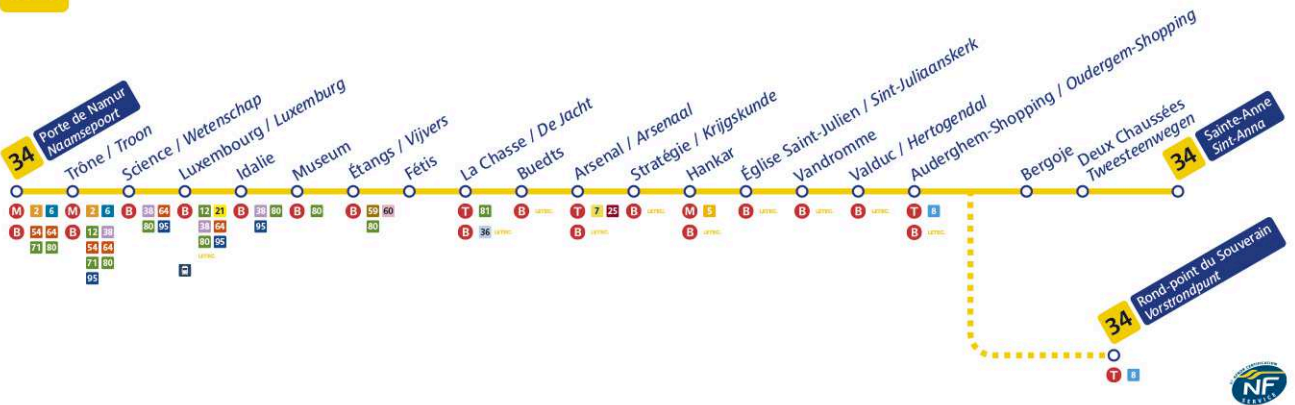 34
Porte de Namur
Naamsepoort
Trône / Troon
Science / Wetenschap
Luxembourg / Luxemburg
Idalie
Museum
Étangs / Vijvers
Fétis
La Chasse / De Jacht
Buedts
Arsenal / Arsenaal
Stratégie / Krijgskunde
Hankar
Église Saint-Julien / Sint-Juliaanskerk
Vandromme
Valduc / Hertogendal
Auderghem-Shopping / Oudergem-Shopping
Bergoje
Deux Chaussées
Tweesteenwegen
34
Sainte-Anne
Sint-Anna
M 2 6
B 54 64
71 80
M 2 6
B 12 38
54 64
71 80
95
B 38 64
80 95
B 12 21
38 64
80 95
B 38 80
95
B 80
B 59 60
80
T 81
B 36
B
T 7 25
B
B
M 5
B
B
B
B
T 8
B
34
Rond-point du Souverain
Vorstrondpunt
T 8
NF
SERVICE